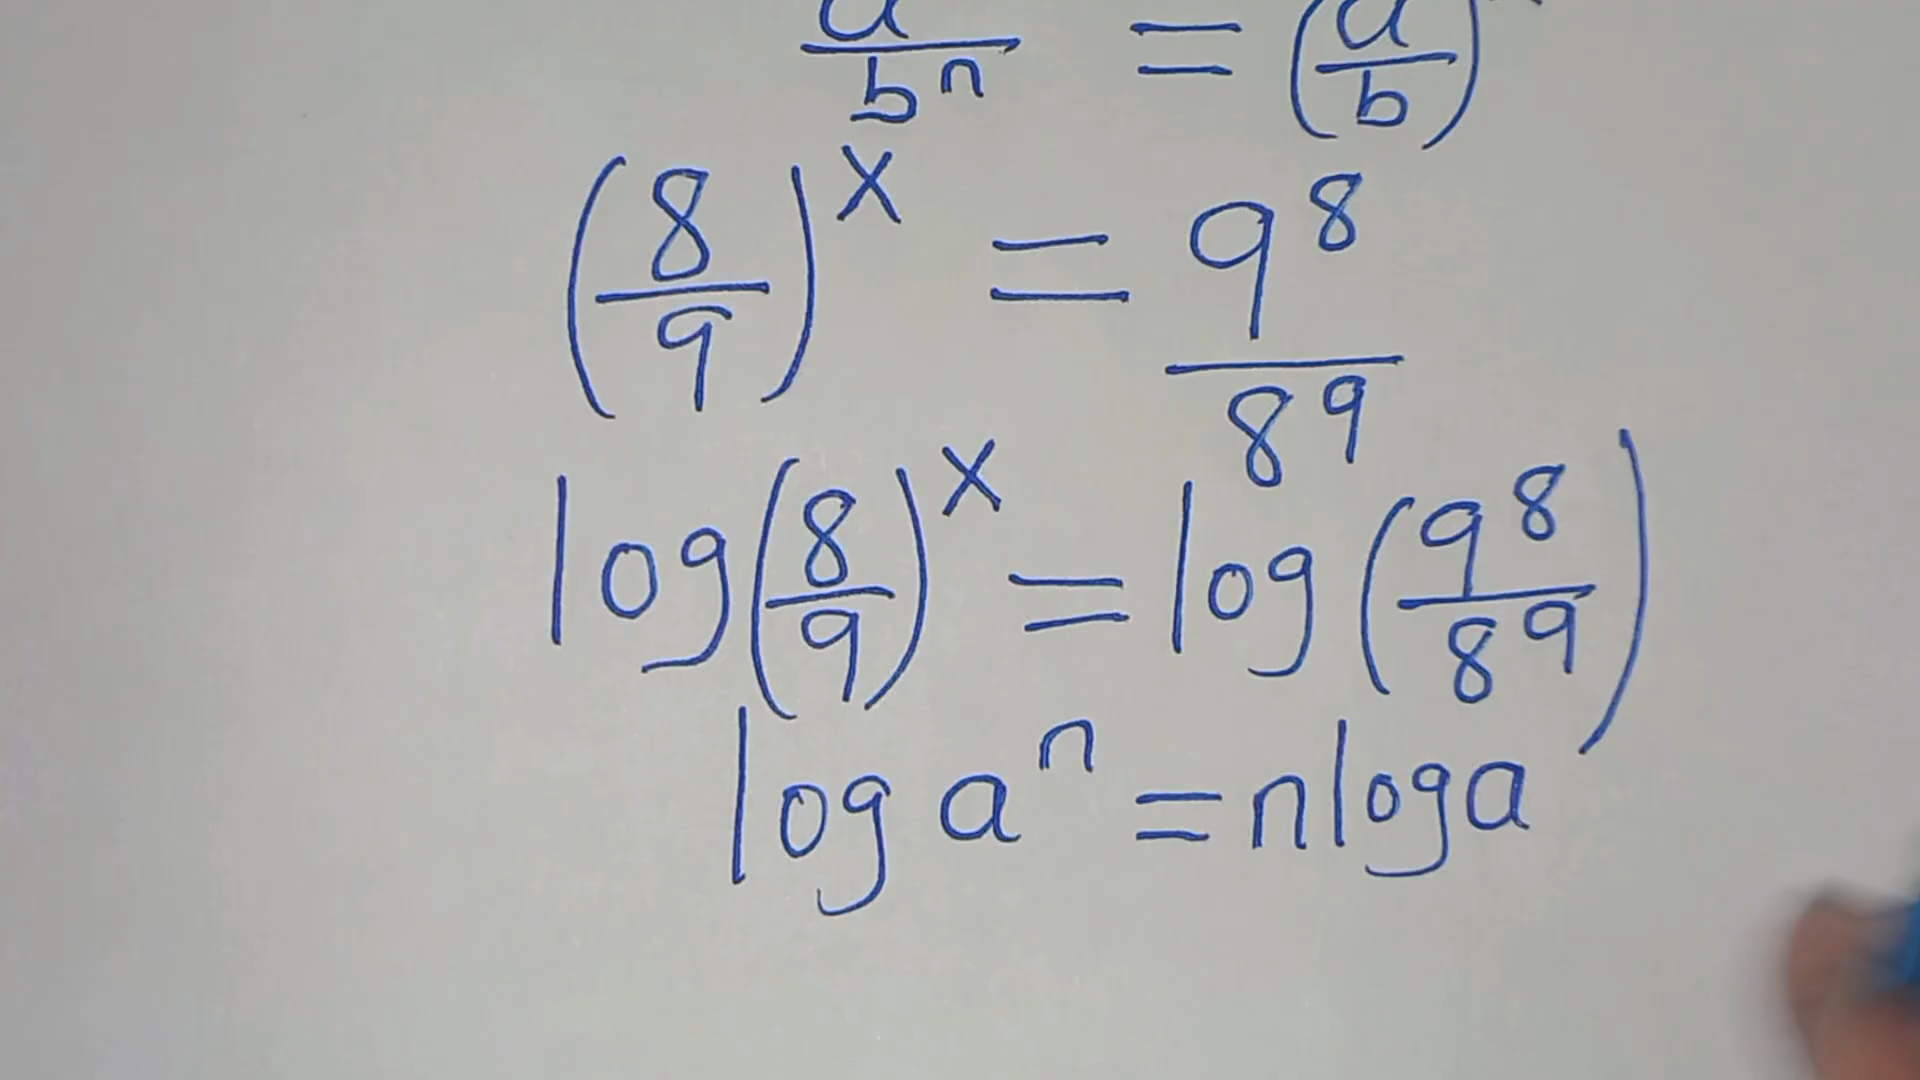 a/b^n = (a/b)
(8/9)^x = 9^8/8^9
log(8/9)^x = log(9^8/8^9)
log a^n = n log a